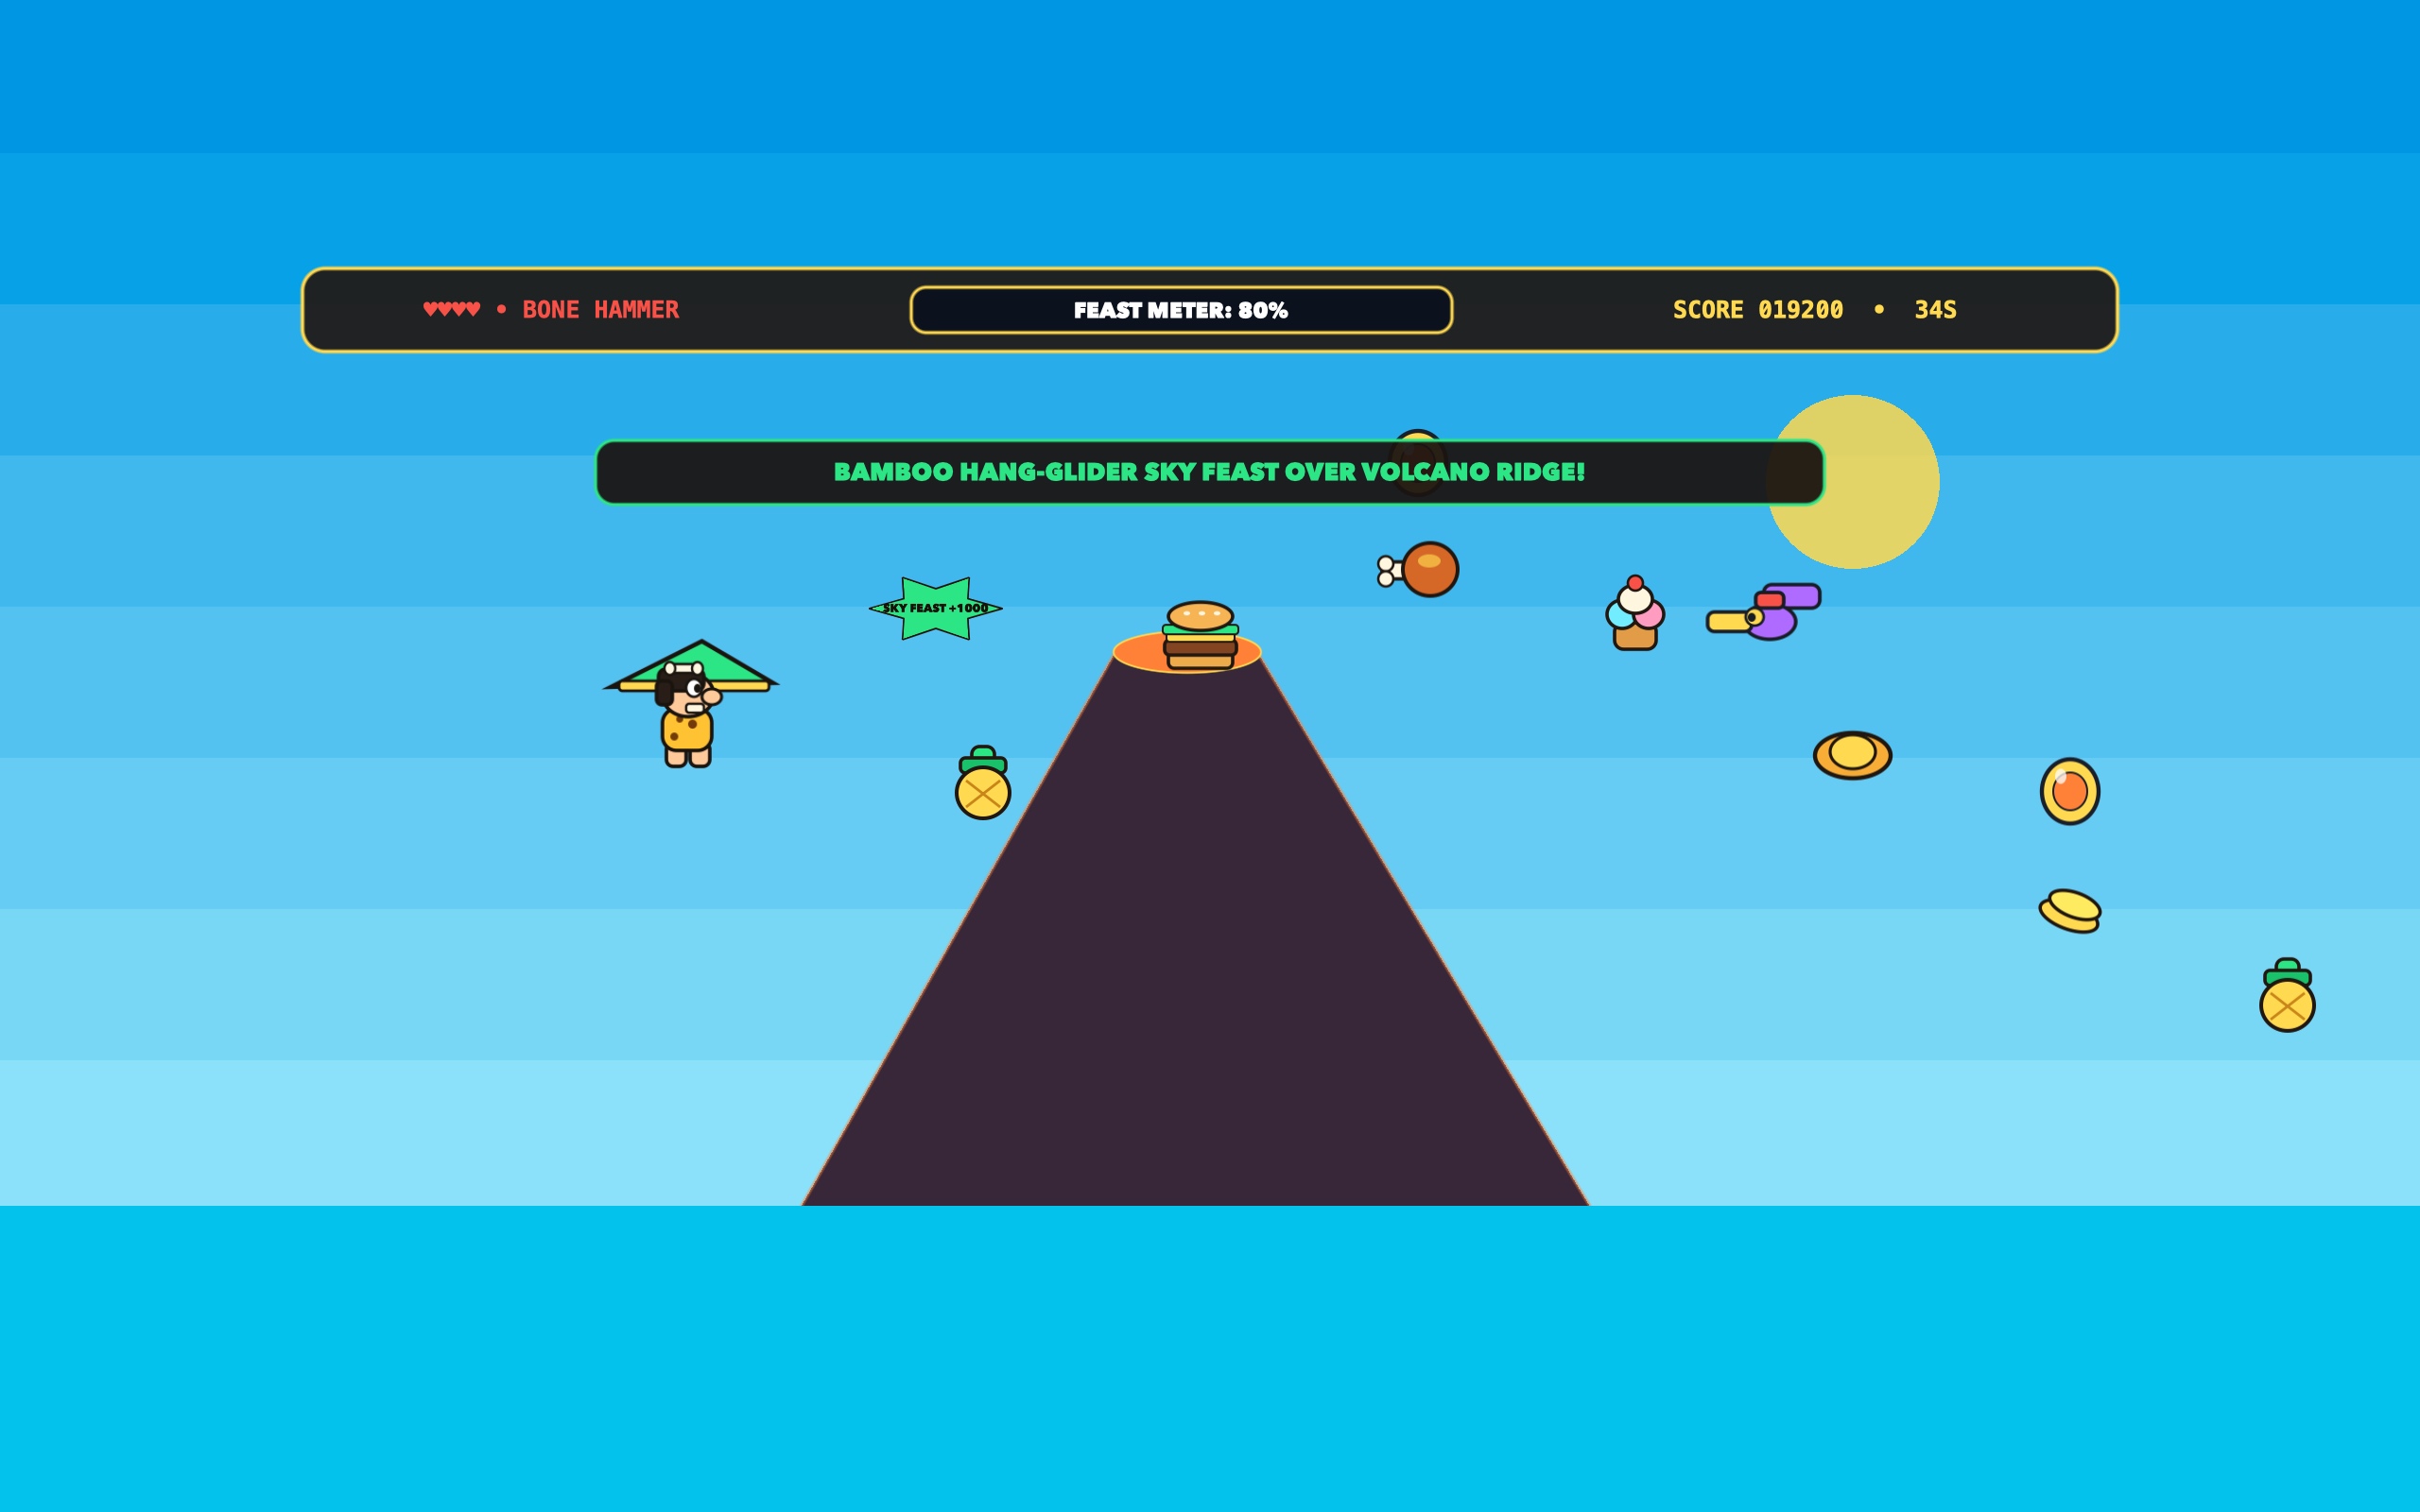 ♥♥♥♥ • BONE HAMMER
FEAST METER: 80%
SCORE 019200 • 34S
BAMBOO HANG-GLIDER SKY FEAST OVER VOLCANO RIDGE!
SKY FEAST +1000